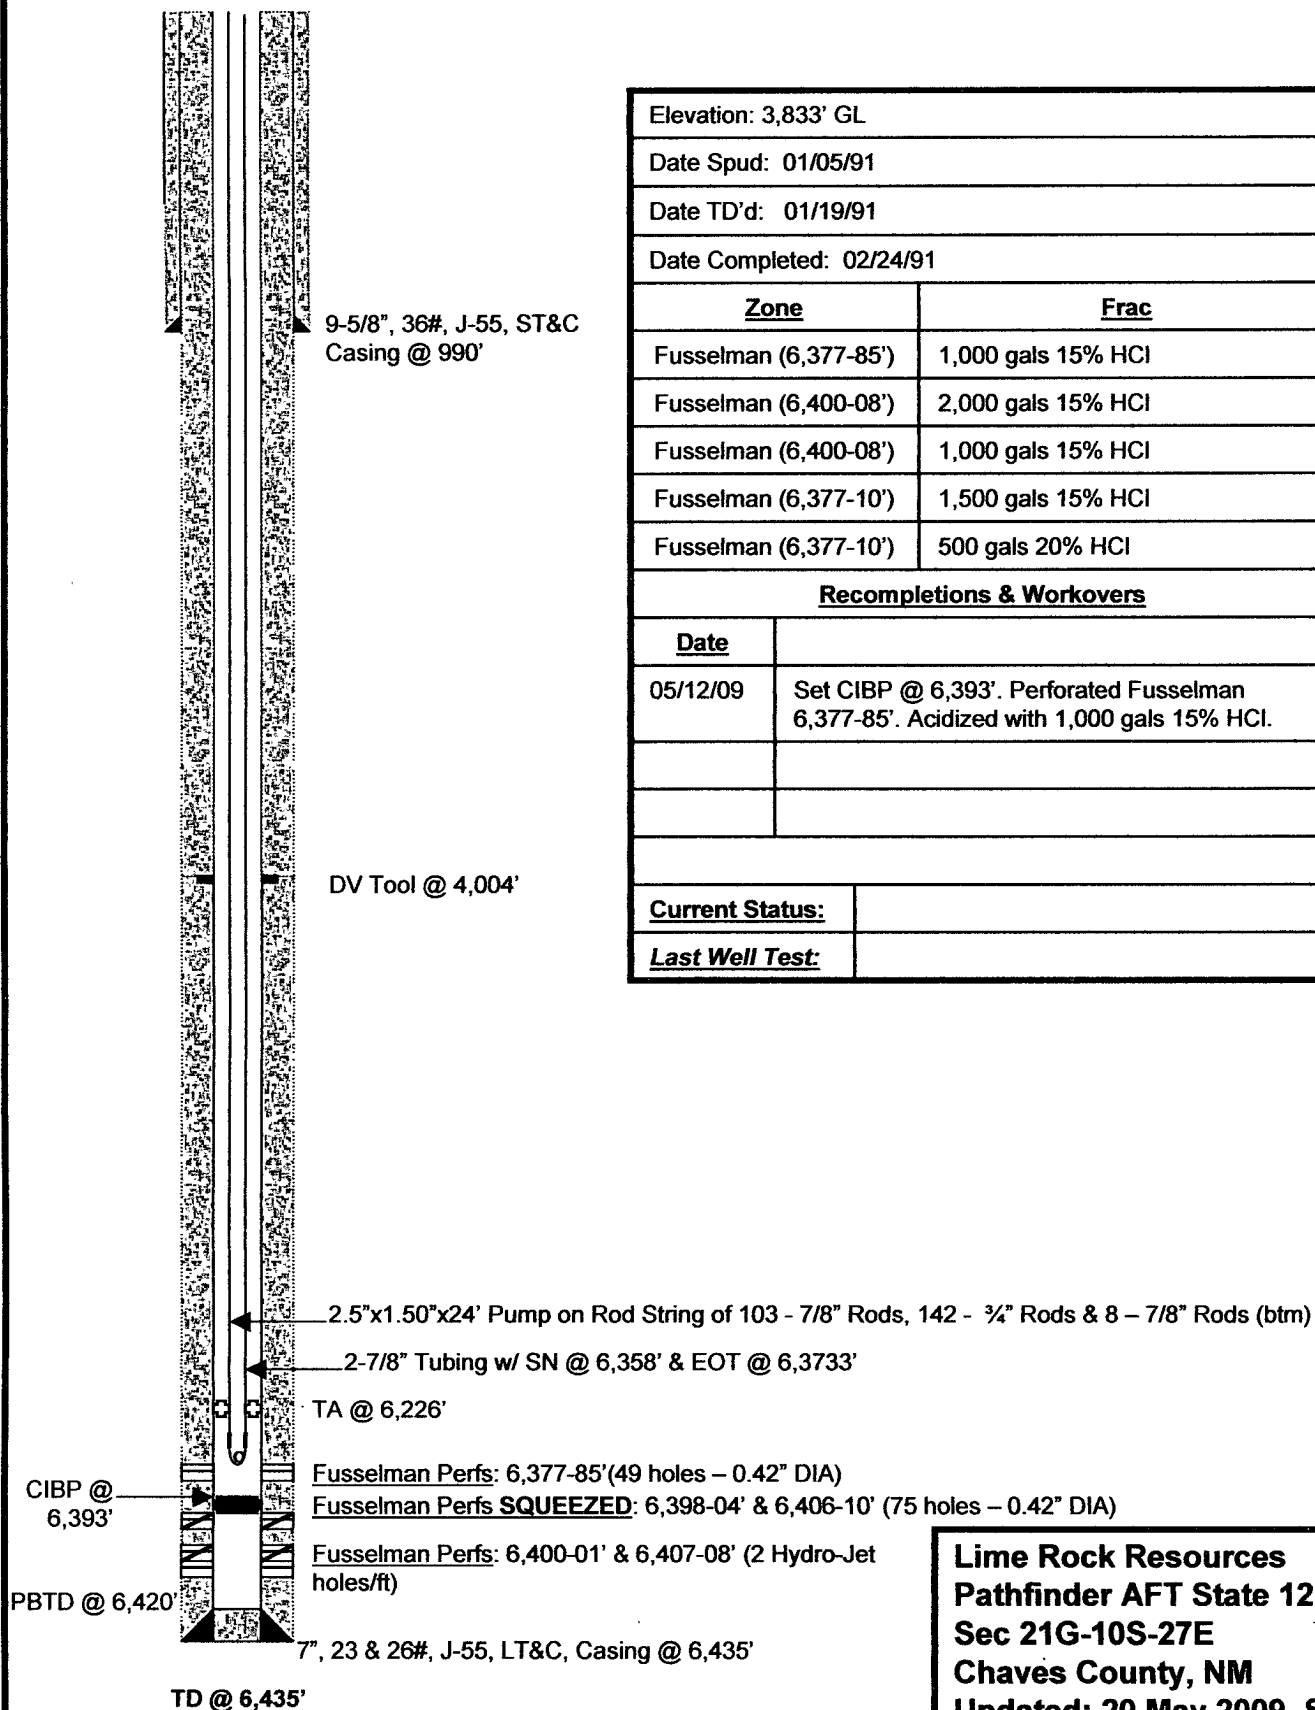 Elevation: 3,833' GL
Date Spud: 01/05/91
Date TD'd: 01/19/91
Date Completed: 02/24/91
Zone Frac
Fusselman (6,377-85') 1,000 gals 15% HCl
Fusselman (6,400-08') 2,000 gals 15% HCl
Fusselman (6,400-08') 1,000 gals 15% HCl
Fusselman (6,377-10') 1,500 gals 15% HCl
Fusselman (6,377-10') 500 gals 20% HCl
Recompletions & Workovers
Date
05/12/09 Set CIBP @ 6,393'. Perforated Fusselman
6,377-85'. Acidized with 1,000 gals 15% HCl.
Current Status:
Last Well Test:
9-5/8", 36#, J-55, ST&C
Casing @ 990'
DV Tool @ 4,004'
2.5"x1.50"x24' Pump on Rod String of 103 - 7/8" Rods, 142 - ¾" Rods & 8 – 7/8" Rods (btm)
2-7/8" Tubing w/ SN @ 6,358' & EOT @ 6,3733'
TA @ 6,226'
Fusselman Perfs: 6,377-85'(49 holes – 0.42" DIA)
CIBP @
6,393'
Fusselman Perfs SQUEEZED: 6,398-04' & 6,406-10' (75 holes – 0.42" DIA)
Fusselman Perfs: 6,400-01' & 6,407-08' (2 Hydro-Jet
holes/ft)
PBTD @ 6,420'
7", 23 & 26#, J-55, LT&C, Casing @ 6,435'
TD @ 6,435'
Lime Rock Resources
Pathfinder AFT State 12
Sec 21G-10S-27E
Chaves County, NM
Updated: 20 May 2009